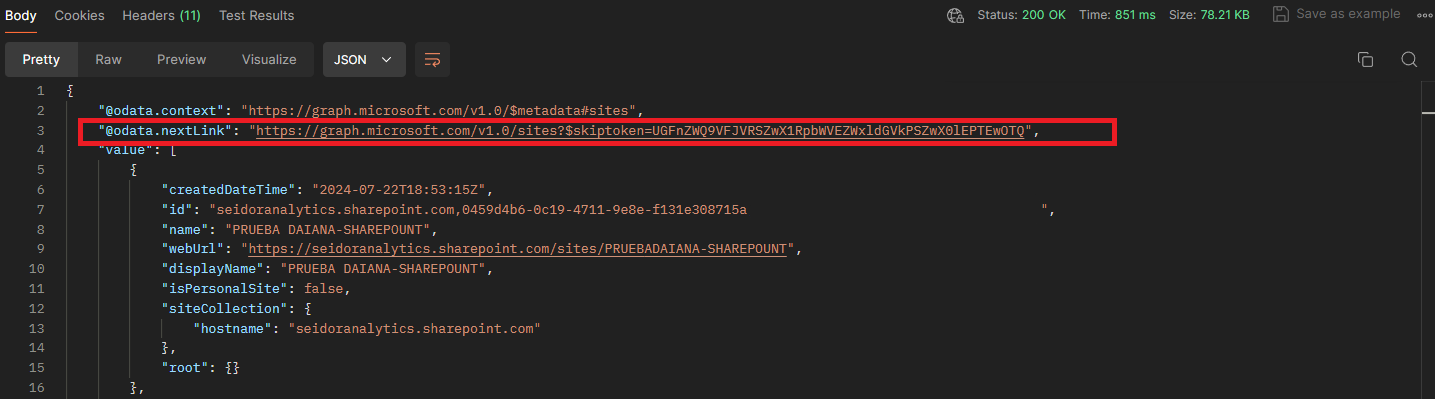 Body Cookies Headers (11) Test Results Status: 200 OK Time: 851 ms Size: 78.21 KB Save as example
Pretty Raw Preview Visualize JSON
1 {
2 "@odata.context": "https://graph.microsoft.com/v1.0/$metadata#sites",
3 "@odata.nextLink": "https://graph.microsoft.com/v1.0/sites?$skiptoken=UGFnZWQ9VFJVRSZwX1RpbWVEZWxldGVkPSZwX0lEPTEwOTQ",
4 "value": [
5 {
6 "createdDateTime": "2024-07-22T18:53:15Z",
7 "id": "seidoranalytics.sharepoint.com,0459d4b6-0c19-4711-9e8e-f131e308715a ",
8 "name": "PRUEBA DAIANA-SHAREPOUNT",
9 "webUrl": "https://seidoranalytics.sharepoint.com/sites/PRUEBADAIANA-SHAREPOUNT",
10 "displayName": "PRUEBA DAIANA-SHAREPOUNT",
11 "isPersonalSite": false,
12 "siteCollection": {
13 "hostname": "seidoranalytics.sharepoint.com"
14 },
15 "root": {}
16 },